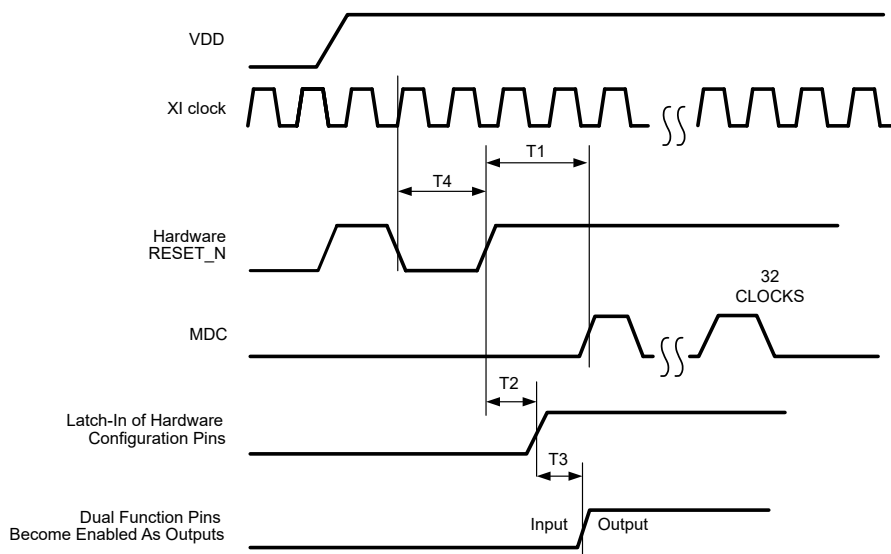 VDD
XI clock
T1
T4
Hardware
RESET_N
32
CLOCKS
MDC
T2
Latch-In of Hardware
Configuration Pins
T3
Dual Function Pins
Become Enabled As Outputs
Input
Output